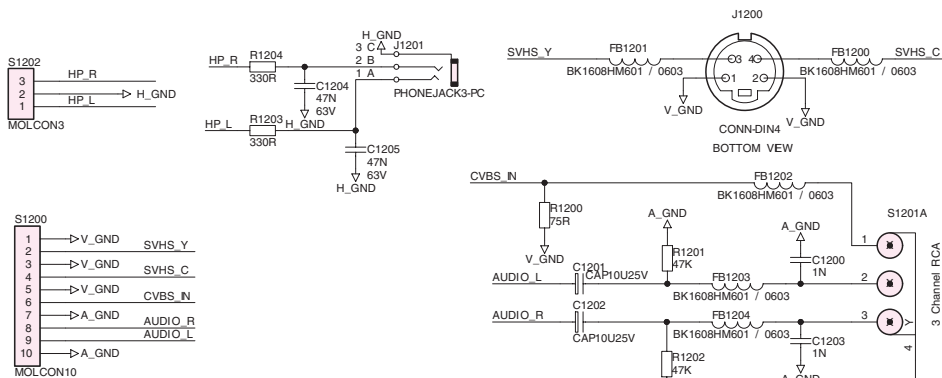 J1200
H_GND
3 C
J1201
S1202
HP_R
R1204
2 B
SVHS_Y
FB1201
3 4
FB1200
SVHS_C
3
HP_R
330R
1 A
BK1608HM601 / 0603
BK1608HM601 / 0603
2
H_GND
C1204
47N
63V
PHONEJACK3-PC
1 2
1
HP_L
V_GND
V_GND
MOLCON3
HP_L
R1203
H_GND
CONN-DIN4
330R
C1205
47N
63V
BOTTOM VIEW
H_GND
CVBS_IN
FB1202
BK1608HM601 / 0603
R1200
75R
A_GND
A_GND
S1201A
S1200
V_GND
1
1
V_GND
R1201
47K
C1200
1N
2
SVHS_Y
C1201
CAP10U25V
3
V_GND
AUDIO_L
FB1203
2
4
SVHS_C
BK1608HM601 / 0603
5
V_GND
C1202
6
CVBS_IN
AUDIO_R
FB1204
3
Y
3 Channel RCA
7
A_GND
CAP10U25V
BK1608HM601 / 0603
C1203
1N
4
8
AUDIO_R
9
AUDIO_L
R1202
47K
10
A_GND
A_GND
MOLCON10